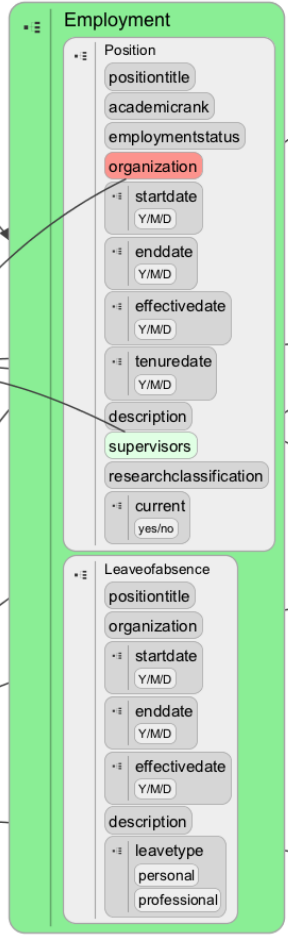 Employment
Position
positiontitle
academicrank
employmentstatus
organization
startdate
Y/M/D
enddate
Y/M/D
effectivedate
Y/M/D
tenuredate
Y/M/D
description
supervisors
researchclassification
current
yes/no
Leaveofabsence
positiontitle
organization
startdate
Y/M/D
enddate
Y/M/D
effectivedate
Y/M/D
description
leavetype
personal
professional